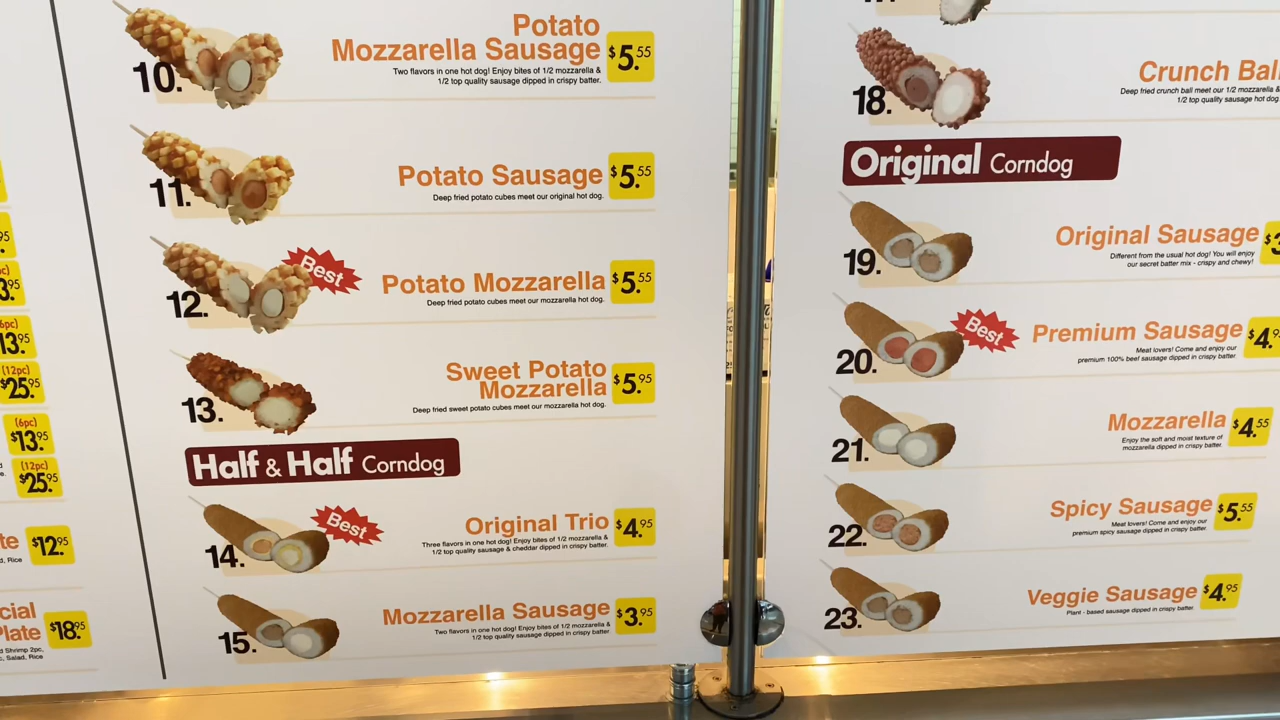 95
3.95
(6pc)
13.95
(12pc)
$25.95
(6pc)
$13.95
(12pc)
$25.95
$12.95
, Rice
$18.95
d Shrimp 2pc,
, Salad, Rice
10.
Potato
Mozzarella Sausage
$5.55
Two flavors in one hot dog! Enjoy bites of 1/2 mozzarella &
1/2 top quality sausage dipped in crispy batter.
11.
Potato Sausage
$5.55
Deep fried potato cubes meet our original hot dog.
12.
Best
Potato Mozzarella
$5.55
Deep fried potato cubes meet our mozzarella hot dog.
13.
Sweet Potato
Mozzarella
$5.95
Deep fried sweet potato cubes meet our mozzarella hot dog.
Half & Half Corndog
14.
Best
Original Trio
$4.95
Three flavors in one hot dog! Enjoy bites of 1/2 mozzarella &
1/2 top quality sausage & cheddar dipped in crispy batter.
15.
Mozzarella Sausage
$3.95
Two flavors in one hot dog! Enjoy bites of 1/2 mozzarella &
1/2 top quality sausage dipped in crispy batter.
18.
Crunch Bal
Deep fried crunch ball meet our 1/2 mozzarella &
1/2 top quality sausage hot dog.
Original Corndog
19.
Original Sausage
Different from the usual hot dog! You will enjoy
our secret batter mix - crispy and chewy!
20.
Best
Premium Sausage
$4.9
Meat lovers! Come and enjoy our
premium 100% beef sausage dipped in crispy batter.
21.
Mozzarella
$4.55
Enjoy the soft and moist texture of
mozzarella dipped in crispy batter.
22.
Spicy Sausage
$5.55
Meat lovers! Come and enjoy our
premium spicy sausage dipped in crispy batter.
23.
Veggie Sausage
$4.95
Plant - based sausage dipped in crispy batter.